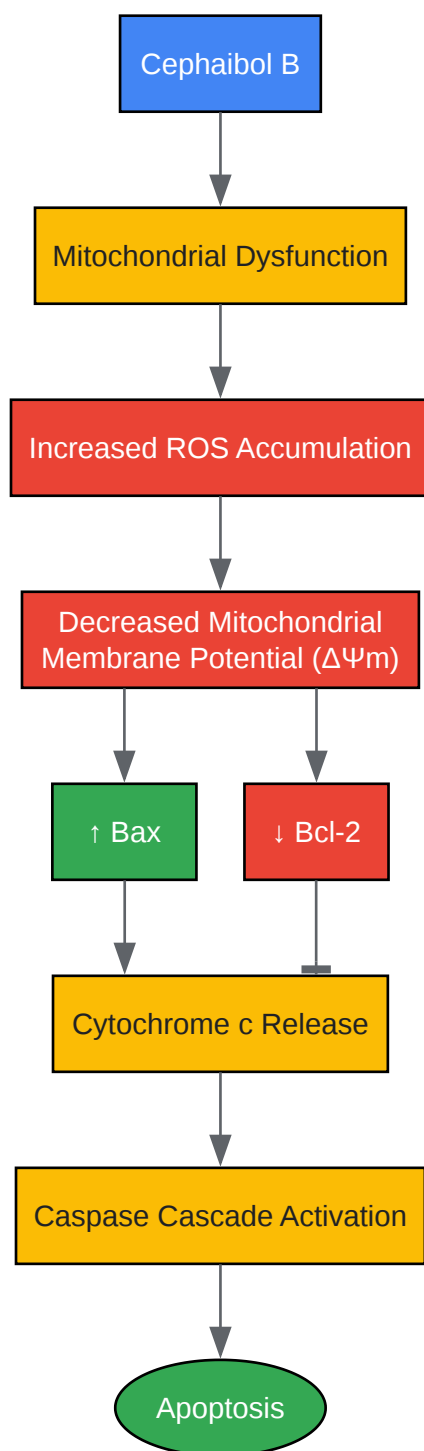 Cephaibol B
Mitochondrial Dysfunction
Increased ROS Accumulation
Decreased Mitochondrial
Membrane Potential (ΔΨm)
↑ Bax
↓ Bcl-2
Cytochrome c Release
Caspase Cascade Activation
Apoptosis